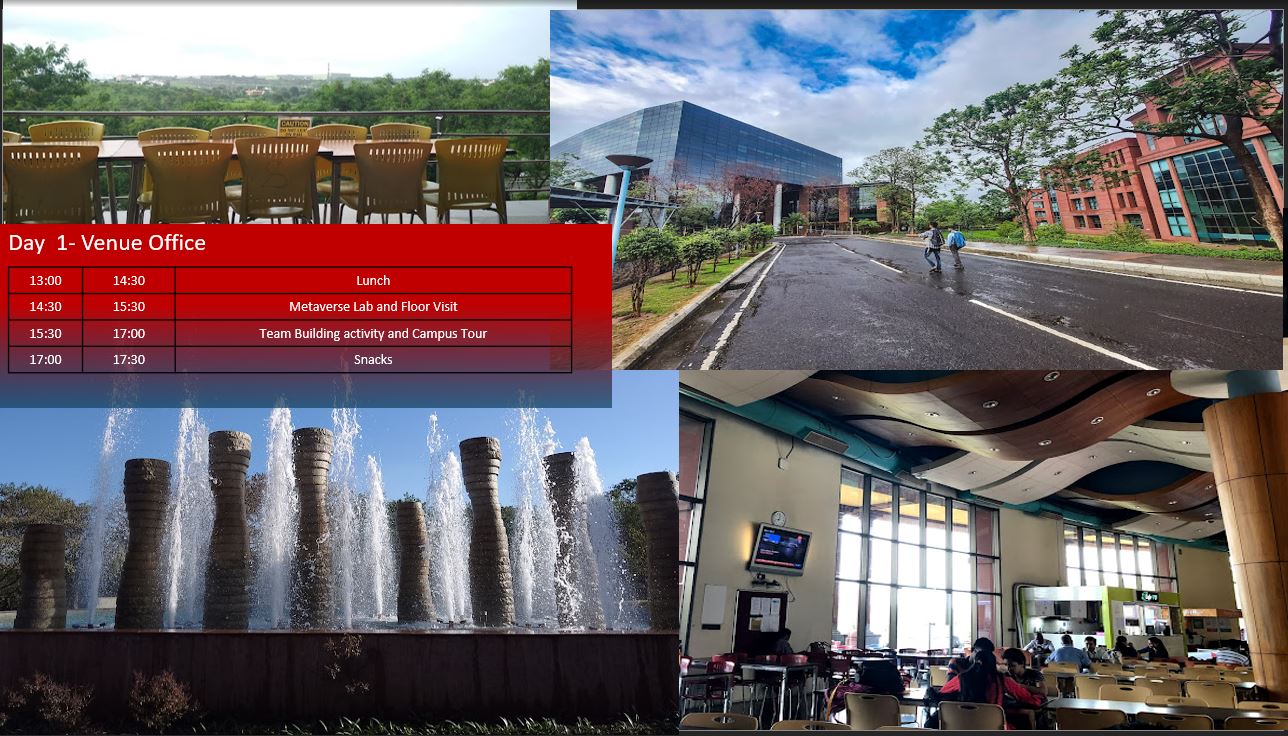 CAUTION
Day 1- Venue Office
13:00 14:30 Lunch
14:30 15:30 Metaverse Lab and Floor Visit
15:30 17:00 Team Building activity and Campus Tour
17:00 17:30 Snacks